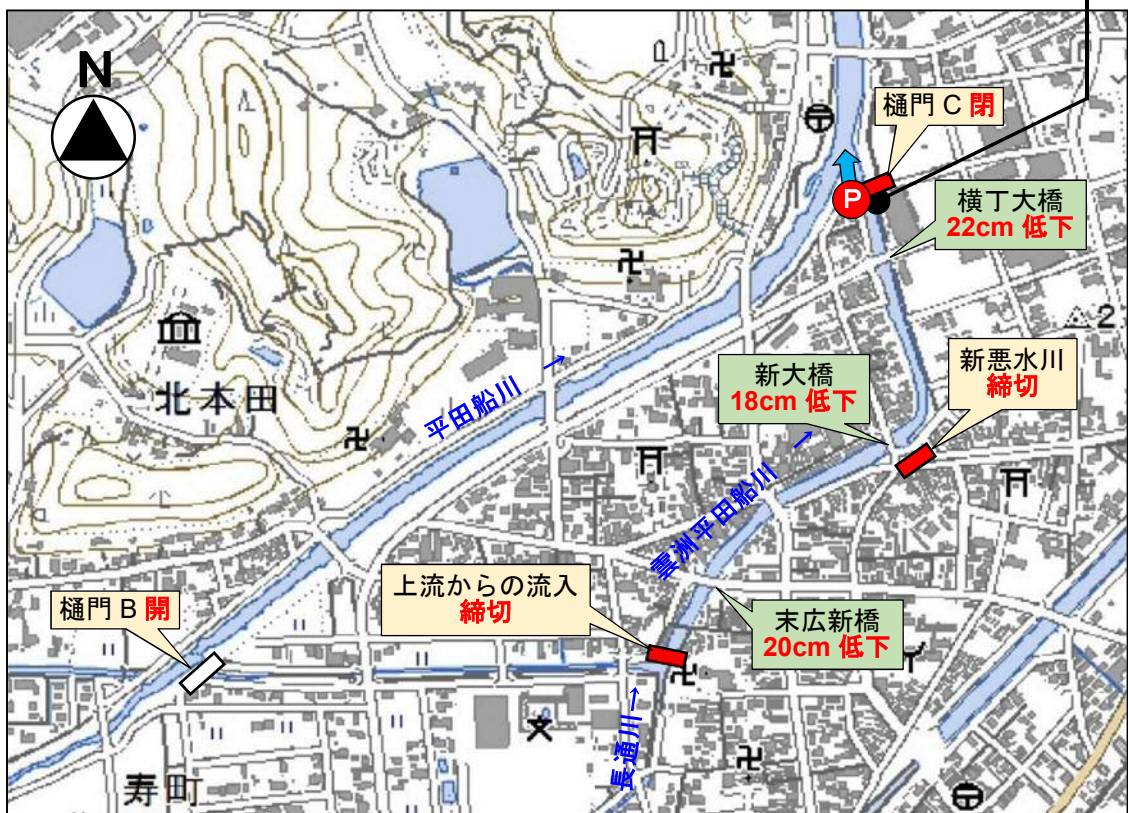 N
樋門 C 閉
P
横丁大橋
22cm 低下
2
新大橋
18cm 低下
新悪水川
締切
北本田
平田船川 →
雲洲平田船川 →
上流からの流入
締切
樋門 B 開
末広新橋
20cm 低下
長通川→
寿町